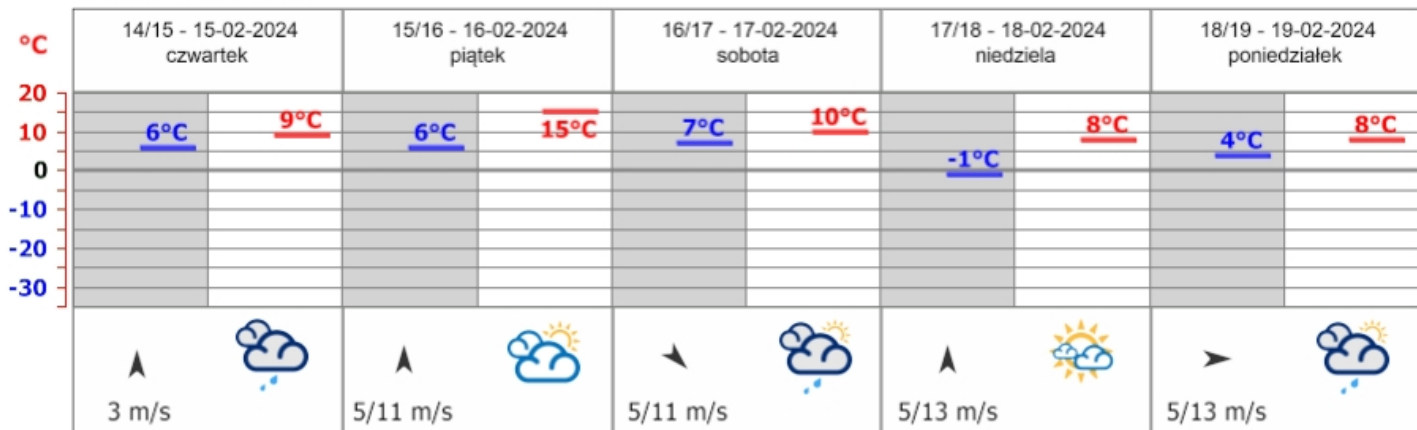 °C
14/15 - 15-02-2024
czwartek
15/16 - 16-02-2024
piątek
16/17 - 17-02-2024
sobota
17/18 - 18-02-2024
niedziela
18/19 - 19-02-2024
poniedziałek
20
10
0
-10
-20
-30
6°C
9°C
6°C
15°C
7°C
10°C
-1°C
8°C
4°C
8°C
3 m/s
5/11 m/s
5/11 m/s
5/13 m/s
5/13 m/s